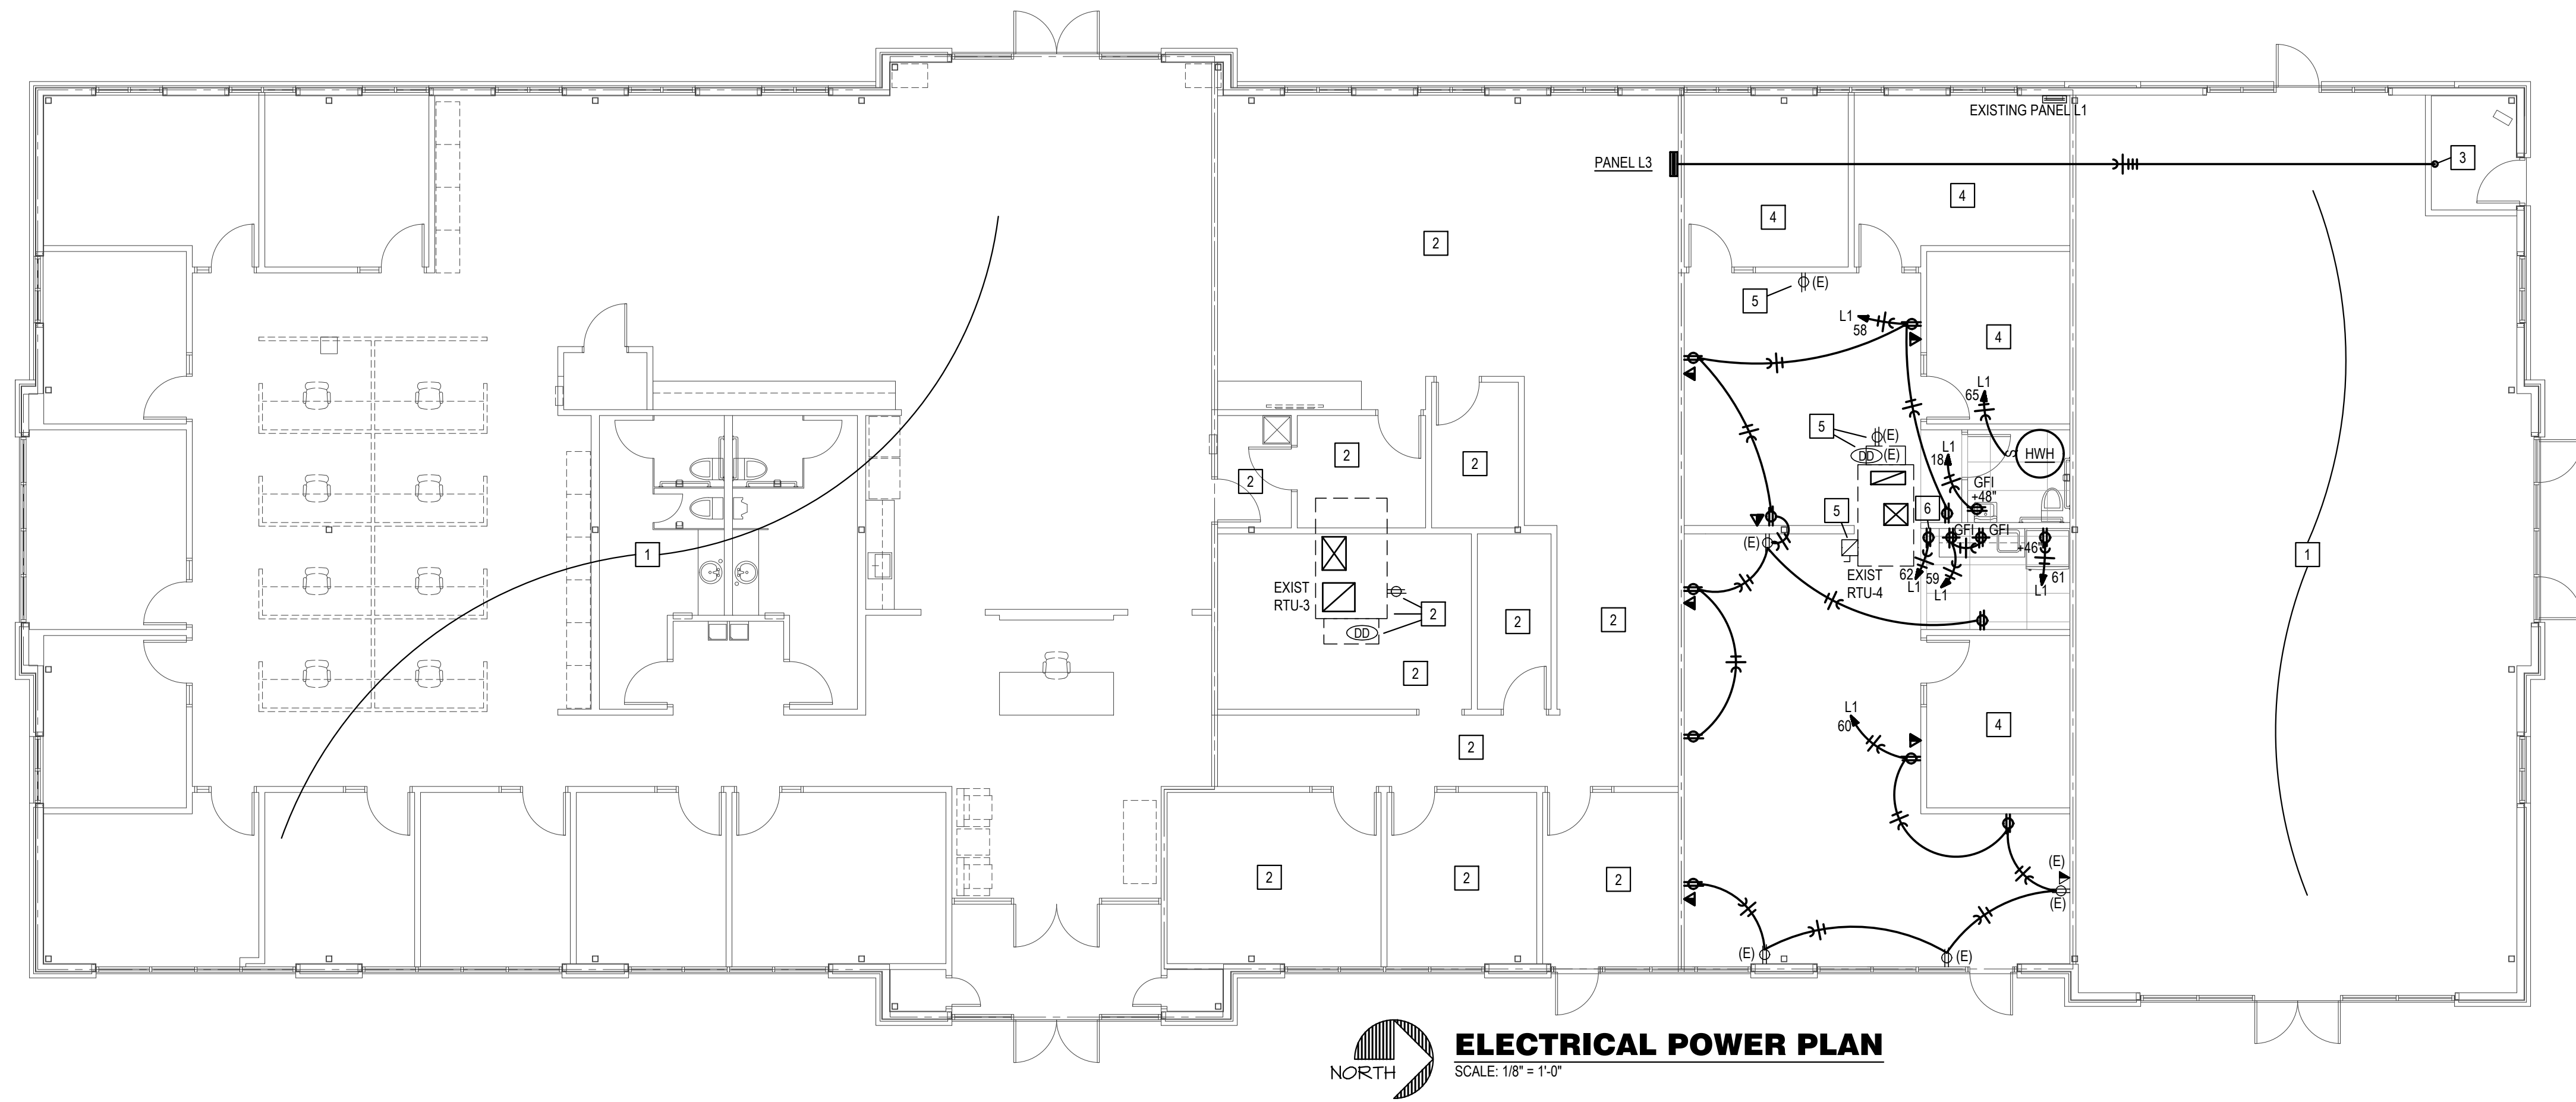 EXISTING PANEL L1
PANEL L3
3
4
4
2
(E)
5
L1
58
4
L1
65
5
(E)
DD
(E)
L1
18
HWH
2
2
2
GFI
+48"
5
6
(E)
GFI
GFI
+46"
1
1
EXIST
RTU-3
2
DD
EXIST
RTU-4
62
L1
59
L1
61
L1
2
2
2
L1
60
4
2
2
2
2
(E)
(E)
(E)
(E)
NORTH
ELECTRICAL POWER PLAN
SCALE: 1/8" = 1'-0"